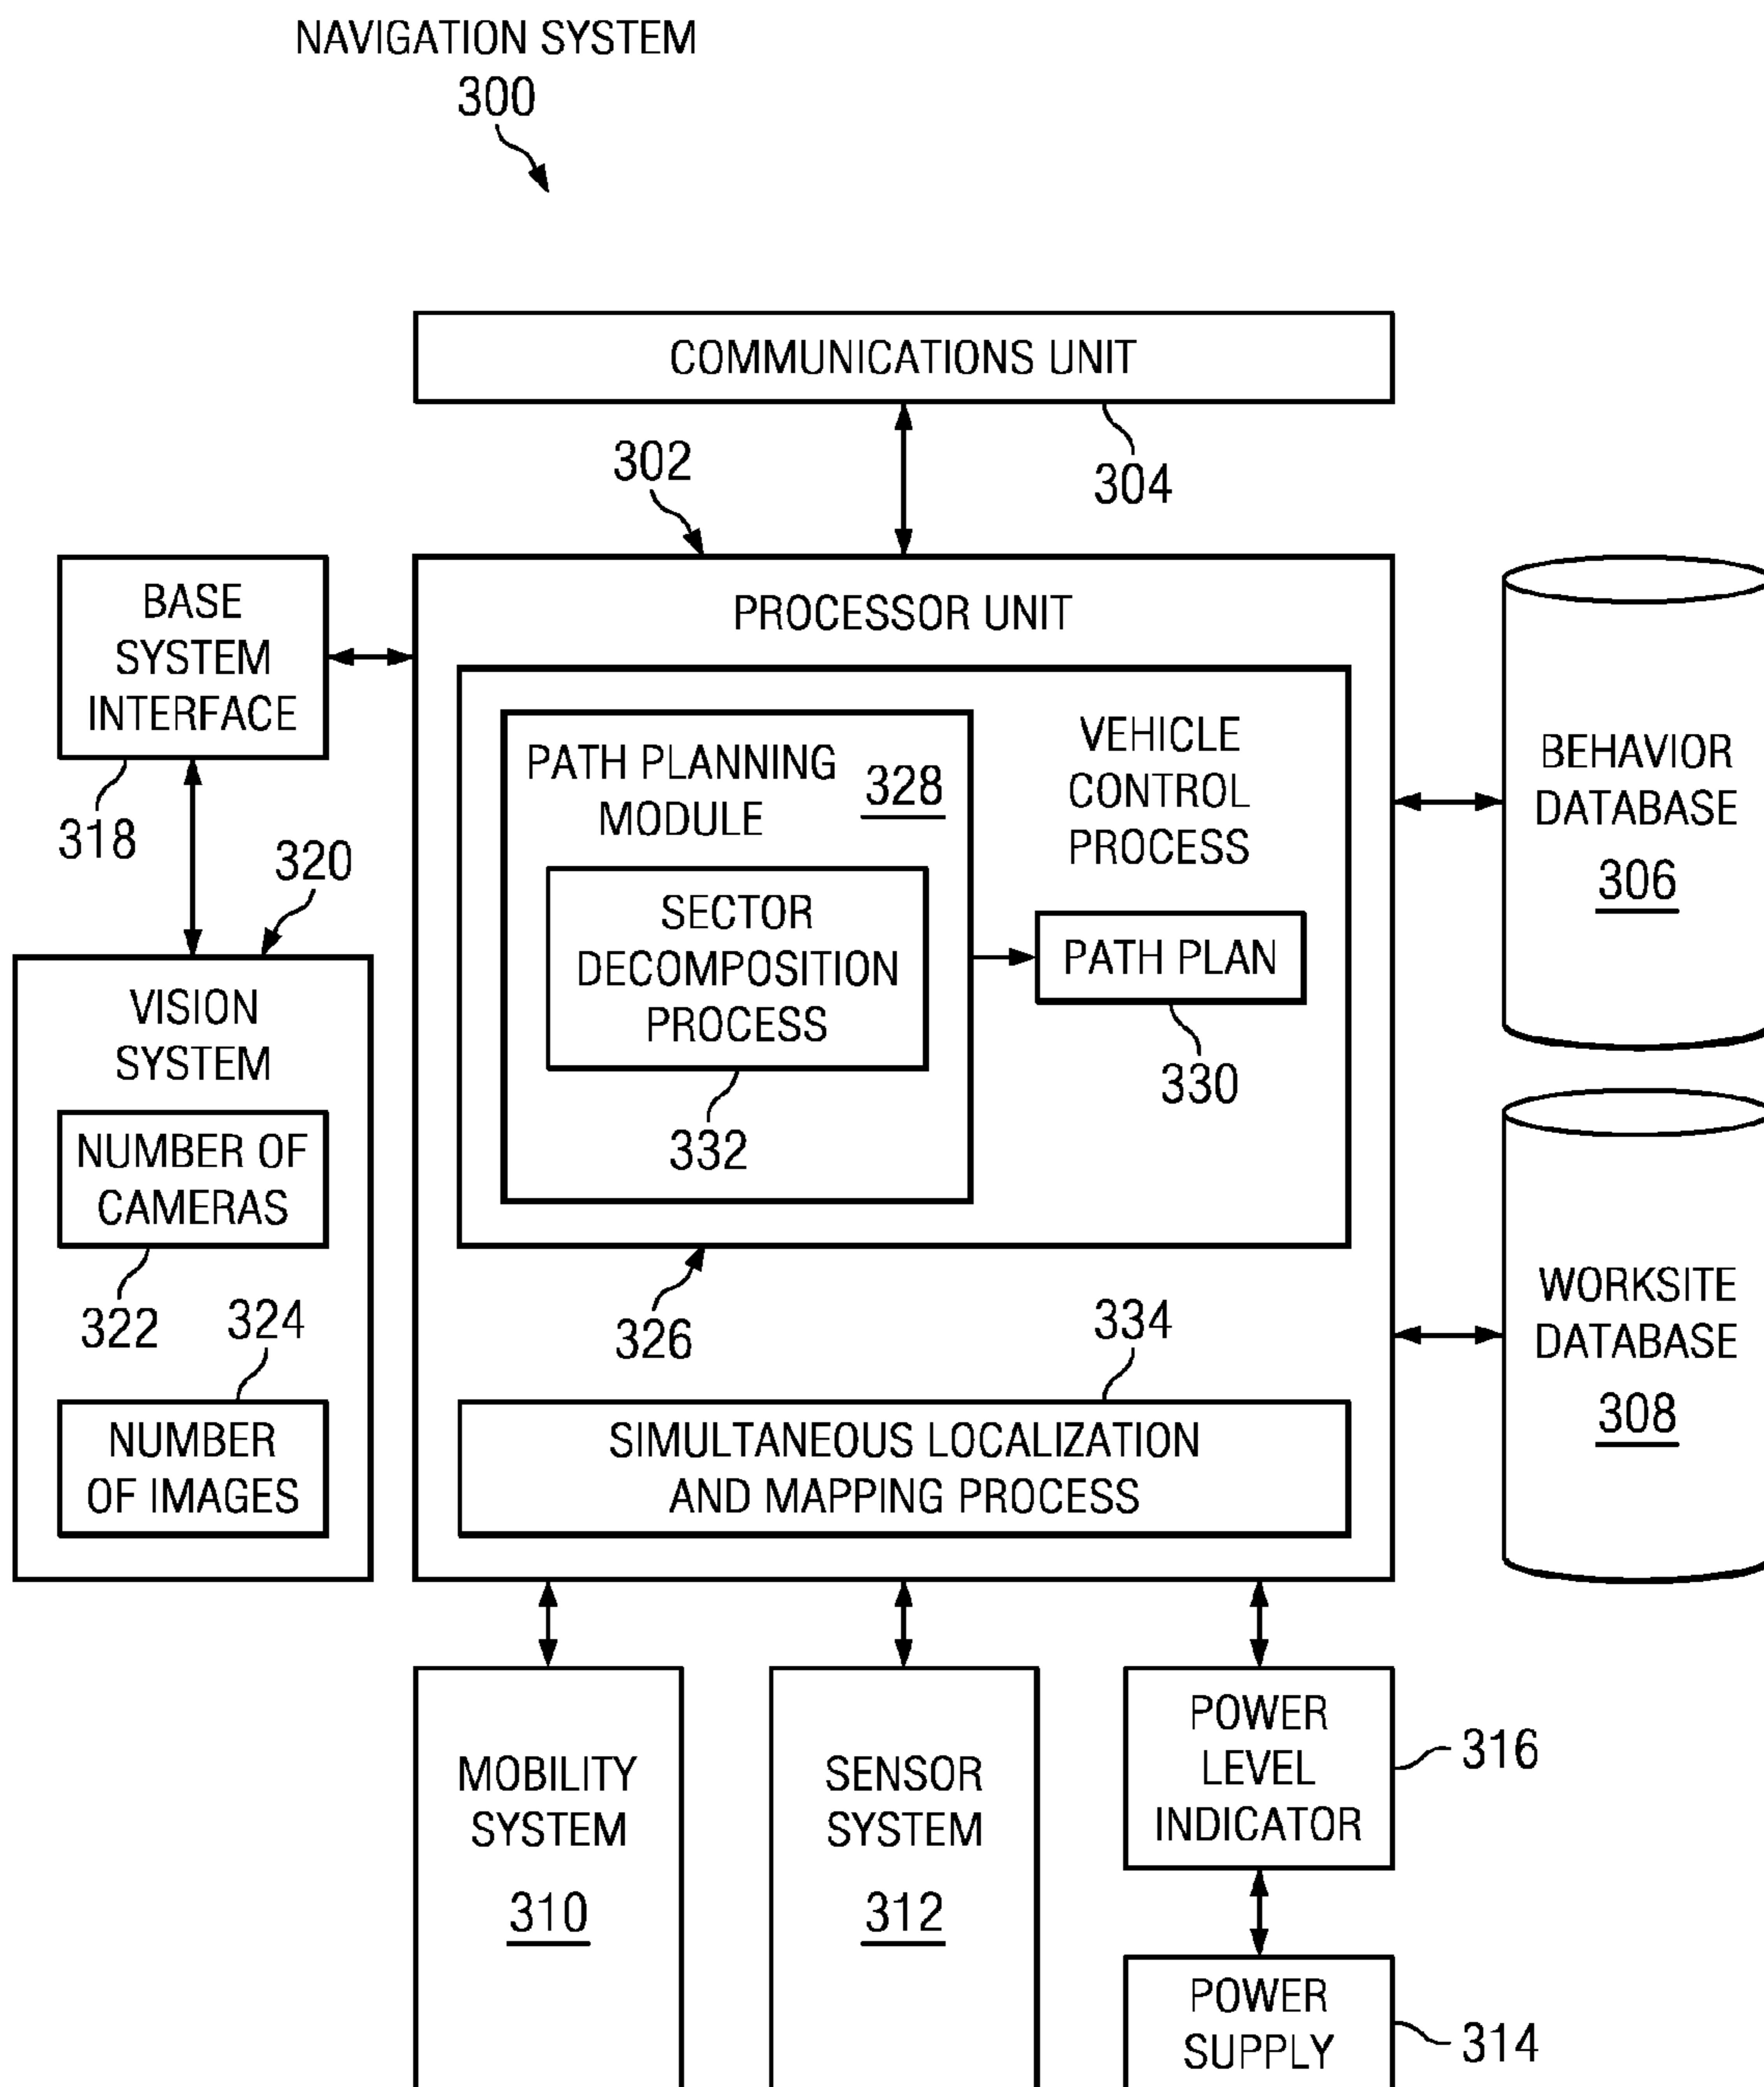 NAVIGATION SYSTEM
300
COMMUNICATIONS UNIT
304
302
BASE
SYSTEM
INTERFACE
318
PROCESSOR UNIT
PATH PLANNING
MODULE
328
VEHICLE
CONTROL
PROCESS
SECTOR
DECOMPOSITION
PROCESS
332
PATH PLAN
330
326
334
SIMULTANEOUS LOCALIZATION
AND MAPPING PROCESS
BEHAVIOR
DATABASE
306
WORKSITE
DATABASE
308
320
VISION
SYSTEM
NUMBER OF
CAMERAS
322
324
NUMBER
OF IMAGES
MOBILITY
SYSTEM
310
SENSOR
SYSTEM
312
POWER
LEVEL
INDICATOR
316
POWER
SUPPLY
314